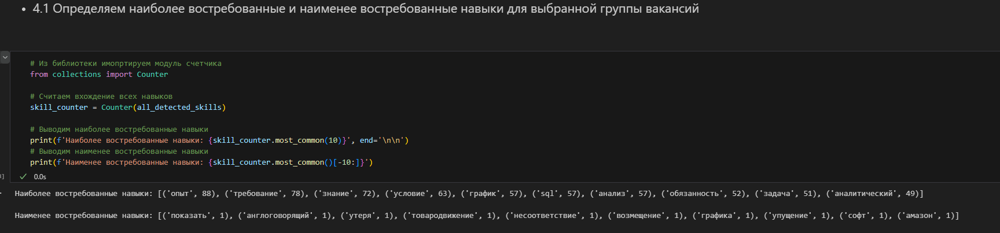 • 4.1 Определяем наиболее востребованные и наименее востребованные навыки для выбранной группы вакансий
# Из библиотеки имопртируем модуль счетчика
from collections import Counter
# Считаем вхождение всех навыков
skill_counter = Counter(all_detected_skills)
# Выводим наиболее востребованные навыки
print(f'Наиболее востребованные навыки: {skill_counter.most_common(10)}', end='\n\n')
# Выводим наименее востребованные навыки
print(f'Наименее востребованные навыки: {skill_counter.most_common()[-10:]}')
✓ 0.0s
Наиболее востребованные навыки: [('опыт', 88), ('требование', 78), ('знание', 72), ('условие', 63), ('график', 57), ('sql', 57), ('анализ', 57), ('обязанность', 52), ('задача', 51), ('аналитический', 49)]
Наименее востребованные навыки: [('показать', 1), ('англоговорящий', 1), ('утеря', 1), ('товародвижение', 1), ('несоответствие', 1), ('возмещение', 1), ('графика', 1), ('упущение', 1), ('софт', 1), ('амазон', 1)]